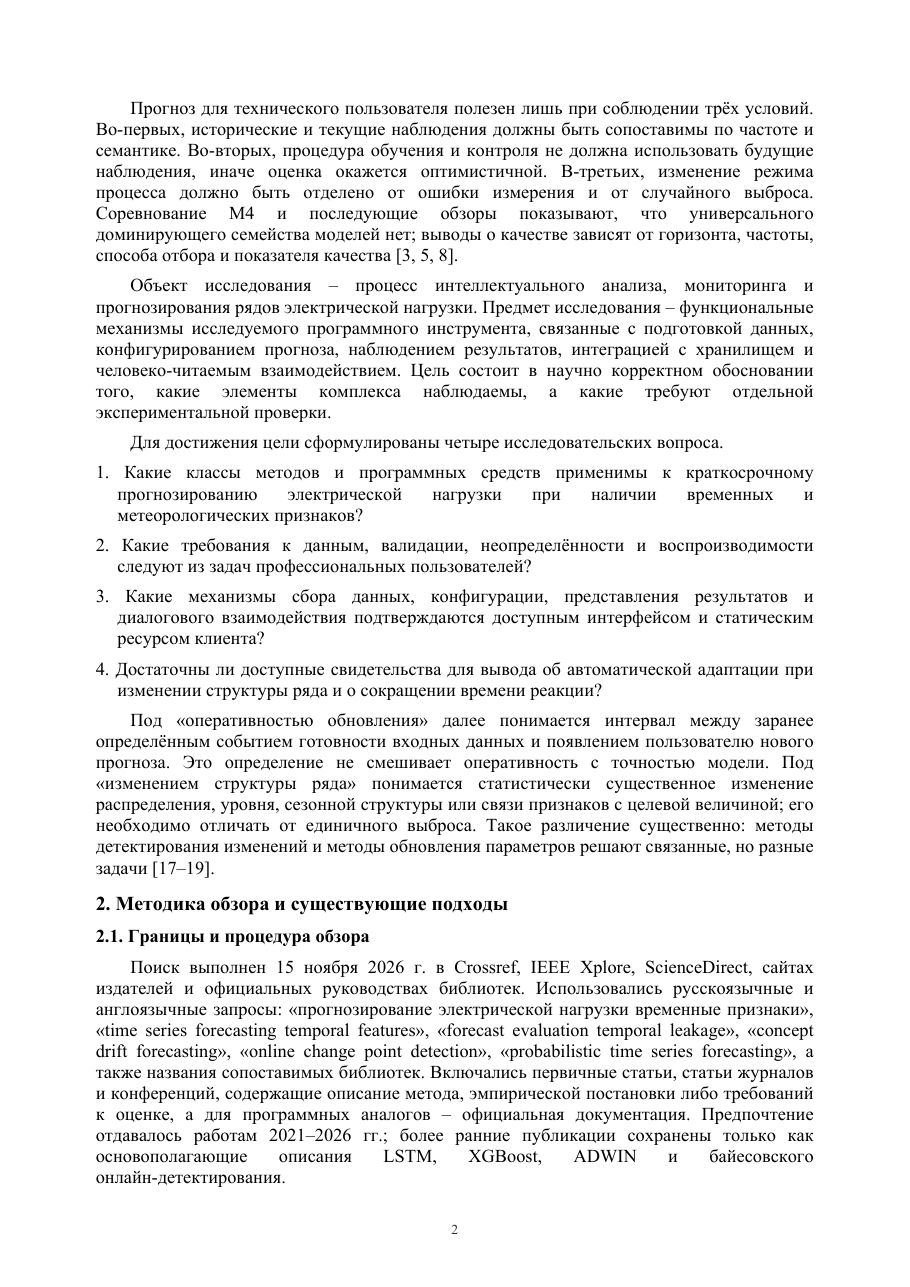 Прогноз для технического пользователя полезен лишь при соблюдении трёх условий.
Во-первых, исторические и текущие наблюдения должны быть сопоставимы по частоте и
семантике. Во-вторых, процедура обучения и контроля не должна использовать будущие
наблюдения, иначе оценка окажется оптимистичной. В-третьих, изменение режима
процесса должно быть отделено от ошибки измерения и от случайного выброса.
Соревнование M4 и последующие обзоры показывают, что универсального
доминирующего семейства моделей нет; выводы о качестве зависят от горизонта, частоты,
способа отбора и показателя качества [3, 5, 8].
Объект исследования – процесс интеллектуального анализа, мониторинга и
прогнозирования рядов электрической нагрузки. Предмет исследования – функциональные
механизмы исследуемого программного инструмента, связанные с подготовкой данных,
конфигурированием прогноза, наблюдением результатов, интеграцией с хранилищем и
человеко-читаемым взаимодействием. Цель состоит в научно корректном обосновании
того, какие элементы комплекса наблюдаемы, а какие требуют отдельной
экспериментальной проверки.
Для достижения цели сформулированы четыре исследовательских вопроса.
1. Какие классы методов и программных средств применимы к краткосрочному
прогнозированию электрической нагрузки при наличии временных и
метеорологических признаков?
2. Какие требования к данным, валидации, неопределённости и воспроизводимости
следуют из задач профессиональных пользователей?
3. Какие механизмы сбора данных, конфигурации, представления результатов и
диалогового взаимодействия подтверждаются доступным интерфейсом и статическим
ресурсом клиента?
4. Достаточны ли доступные свидетельства для вывода об автоматической адаптации при
изменении структуры ряда и о сокращении времени реакции?
Под «оперативностью обновления» далее понимается интервал между заранее
определённым событием готовности входных данных и появлением пользователю нового
прогноза. Это определение не смешивает оперативность с точностью модели. Под
«изменением структуры ряда» понимается статистически существенное изменение
распределения, уровня, сезонной структуры или связи признаков с целевой величиной; его
необходимо отличать от единичного выброса. Такое различие существенно: методы
детектирования изменений и методы обновления параметров решают связанные, но разные
задачи [17–19].
2. Методика обзора и существующие подходы
2.1. Границы и процедура обзора
Поиск выполнен 15 ноября 2026 г. в Crossref, IEEE Xplore, ScienceDirect, сайтах
издателей и официальных руководствах библиотек. Использовались русскоязычные и
англоязычные запросы: «прогнозирование электрической нагрузки временные признаки»,
«time series forecasting temporal features», «forecast evaluation temporal leakage», «concept
drift forecasting», «online change point detection», «probabilistic time series forecasting», а
также названия сопоставимых библиотек. Включались первичные статьи, статьи журналов
и конференций, содержащие описание метода, эмпирической постановки либо требований
к оценке, а для программных аналогов – официальная документация. Предпочтение
отдавалось работам 2021–2026 гг.; более ранние публикации сохранены только как
основополагающие описания LSTM, XGBoost, ADWIN и байесовского
онлайн-детектирования.
2